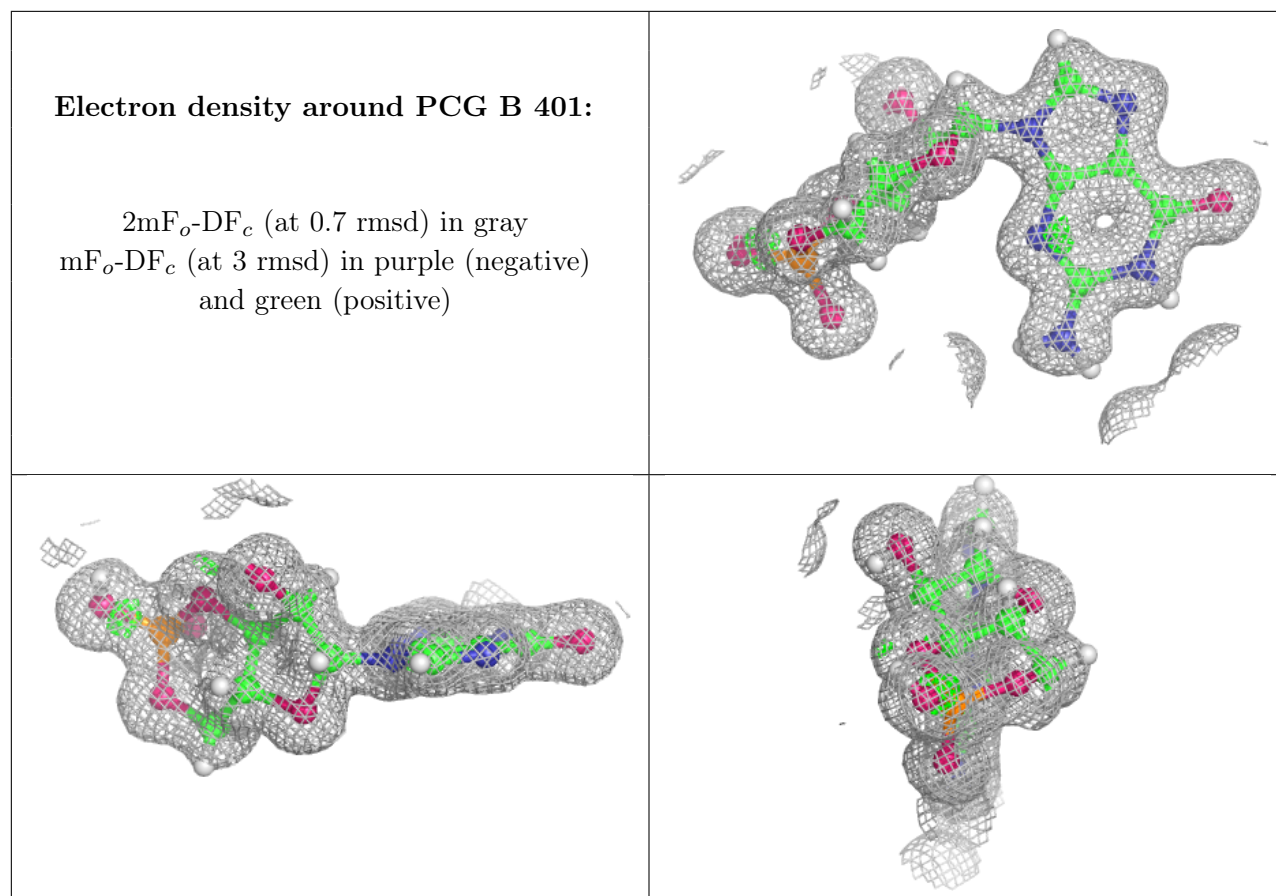 Electron density around PCG B 401:
2mFo-DFc (at 0.7 rmsd) in gray
mFo-DFc (at 3 rmsd) in purple (negative)
and green (positive)